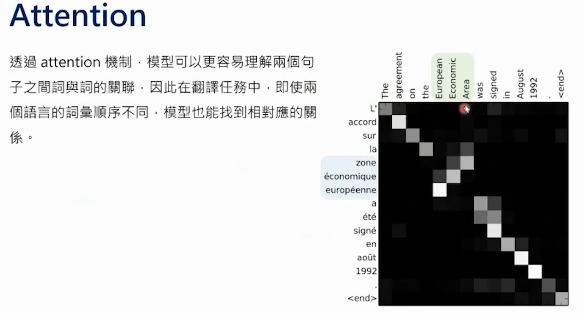 Attention
透過 attention 機制，模型可以更容易理解兩個句
子之間詞與詞的關聯，因此在翻譯任務中，即使兩
個語言的詞彙順序不同，模型也能找到相對應的關
係。
The
agreement
on
the
European
Economic
Area
was
signed
in
August
1992
.
<end>
L'
accord
sur
la
zone
économique
européenne
a
été
signé
en
août
1992
.
<end>